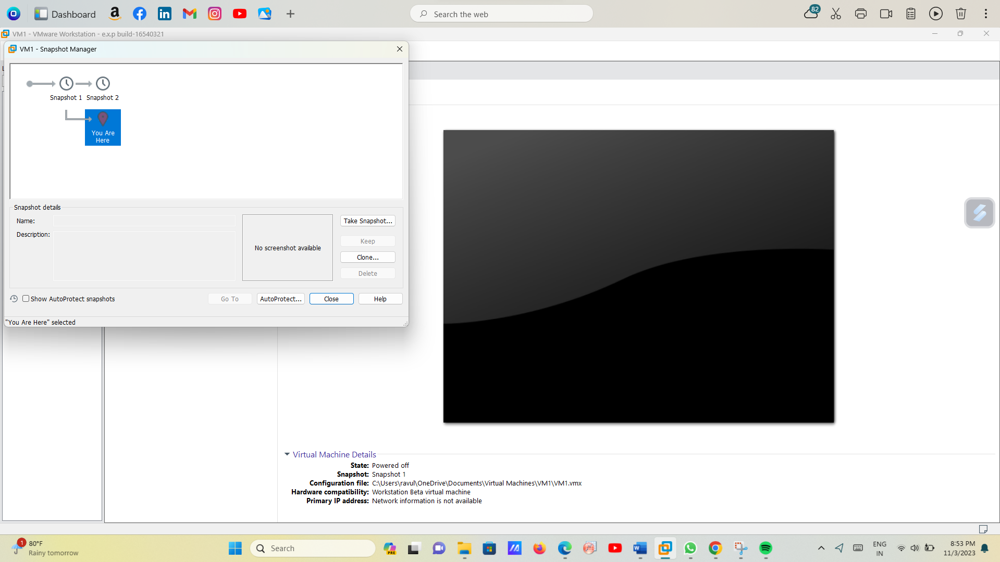 Dashboard
Search the web
82
VM1 - VMware Workstation - e.x.p build-16540321
VM1 - Snapshot Manager
Snapshot 1
Snapshot 2
You Are
Here
Snapshot details
Name:
Description:
No screenshot available
Take Snapshot...
Keep
Clone...
Delete
Show AutoProtect snapshots
Go To
AutoProtect...
Close
Help
"You Are Here" selected
Virtual Machine Details
State: Powered off
Snapshot: Snapshot 1
Configuration file: C:\Users\ravul\OneDrive\Documents\Virtual Machines\VM1\VM1.vmx
Hardware compatibility: Workstation Beta virtual machine
Primary IP address: Network information is not available
1
80°F
Rainy tomorrow
Search
PRE
ENG
IN
8:53 PM
11/3/2023